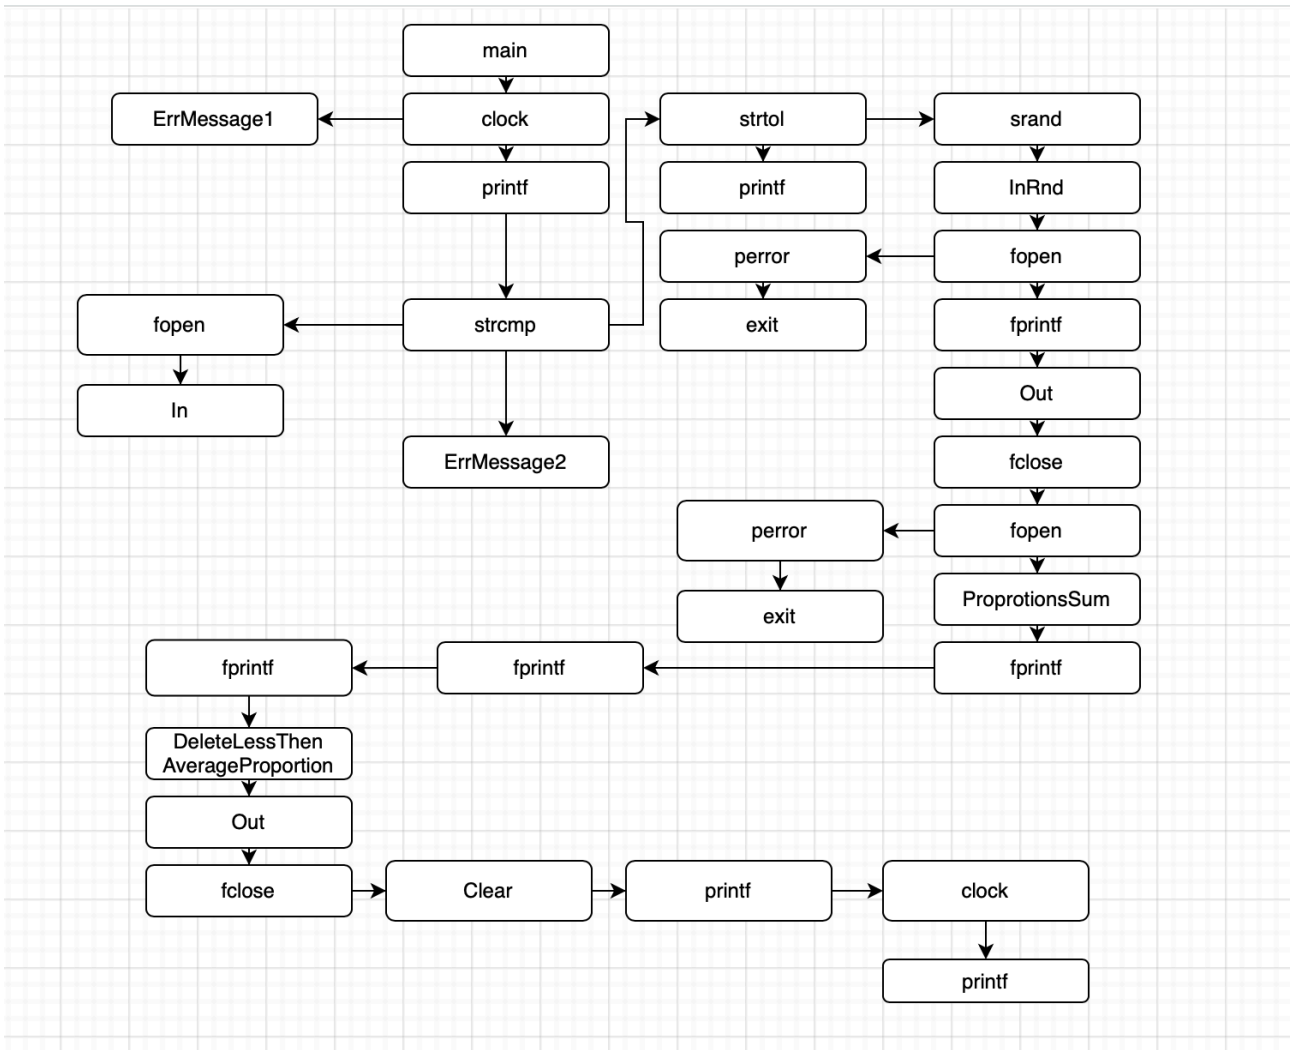 main
ErrMessage1
clock
strtol
srand
printf
printf
InRnd
perror
fopen
fopen
strcmp
exit
fprintf
In
Out
ErrMessage2
fclose
perror
fopen
exit
ProprotionsSum
fprintf
fprintf
fprintf
DeleteLessThen
AverageProportion
Out
fclose
Clear
printf
clock
printf